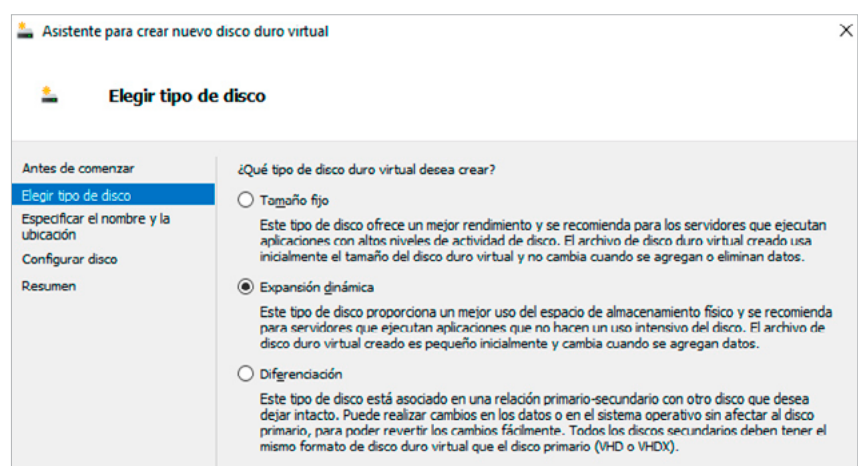 Asistente para crear nuevo disco duro virtual
Elegir tipo de disco
Antes de comenzar
Elegir tipo de disco
Especificar el nombre y la
ubicación
Configurar disco
Resumen
¿Qué tipo de disco duro virtual desea crear?
Tamaño fijo
Este tipo de disco ofrece un mejor rendimiento y se recomienda para los servidores que ejecutan
aplicaciones con altos niveles de actividad de disco. El archivo de disco duro virtual creado usa
inicialmente el tamaño del disco duro virtual y no cambia cuando se agregan o eliminan datos.
Expansión dinámica
Este tipo de disco proporciona un mejor uso del espacio de almacenamiento físico y se recomienda
para servidores que ejecutan aplicaciones que no hacen un uso intensivo del disco. El archivo de
disco duro virtual creado es pequeño inicialmente y cambia cuando se agregan datos.
Diferenciación
Este tipo de disco está asociado en una relación primario-secundario con otro disco que desea
dejar intacto. Puede realizar cambios en los datos o en el sistema operativo sin afectar al disco
primario, para poder revertir los cambios fácilmente. Todos los discos secundarios deben tener el
mismo formato de disco duro virtual que el disco primario (VHD o VHDX).